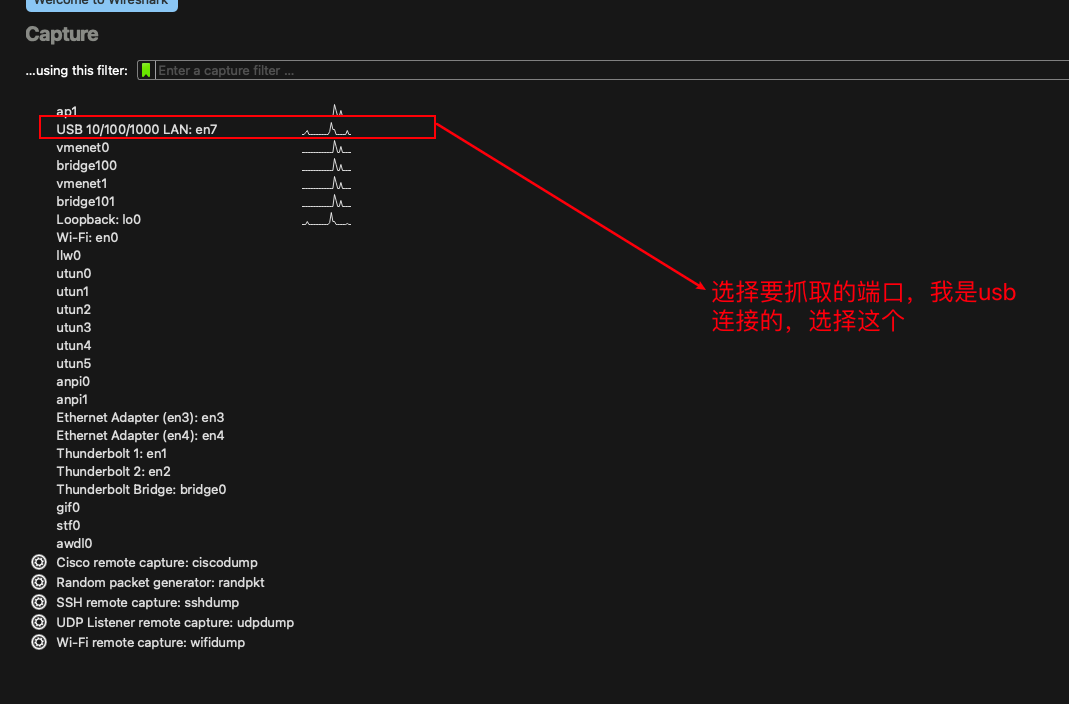 Welcome to Wireshark
Capture
...using this filter:
Enter a capture filter ...
ap1
USB 10/100/1000 LAN: en7
vmenet0
bridge100
vmenet1
bridge101
Loopback: lo0
Wi-Fi: en0
llw0
utun0
utun1
utun2
utun3
utun4
utun5
anpi0
anpi1
Ethernet Adapter (en3): en3
Ethernet Adapter (en4): en4
Thunderbolt 1: en1
Thunderbolt 2: en2
Thunderbolt Bridge: bridge0
gif0
stf0
awdl0
Cisco remote capture: ciscodump
Random packet generator: randpkt
SSH remote capture: sshdump
UDP Listener remote capture: udpdump
Wi-Fi remote capture: wifidump
选择要抓取的端口，我是usb
连接的，选择这个